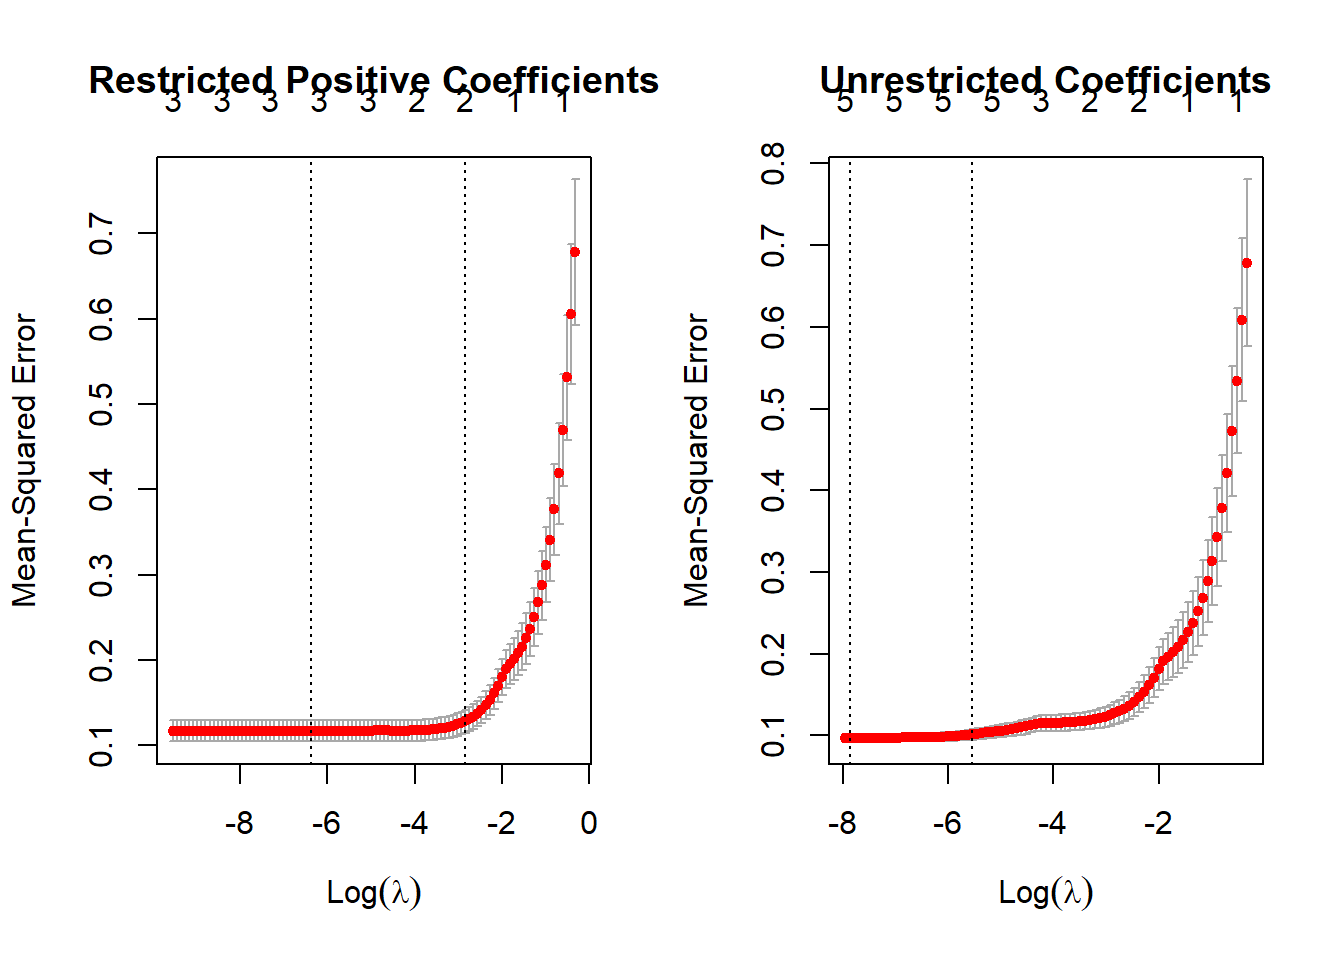 Restricted Positive Coefficients
3 3 3 3 3 2 2 1 1
Mean-Squared Error
0.7
0.6
0.5
0.4
0.3
0.2
0.1
-8 -6 -4 -2 0
Log(λ)
Unrestricted Coefficients
5 5 5 5 3 2 2 1 1
Mean-Squared Error
0.8
0.7
0.6
0.5
0.4
0.3
0.2
0.1
-8 -6 -4 -2
Log(λ)